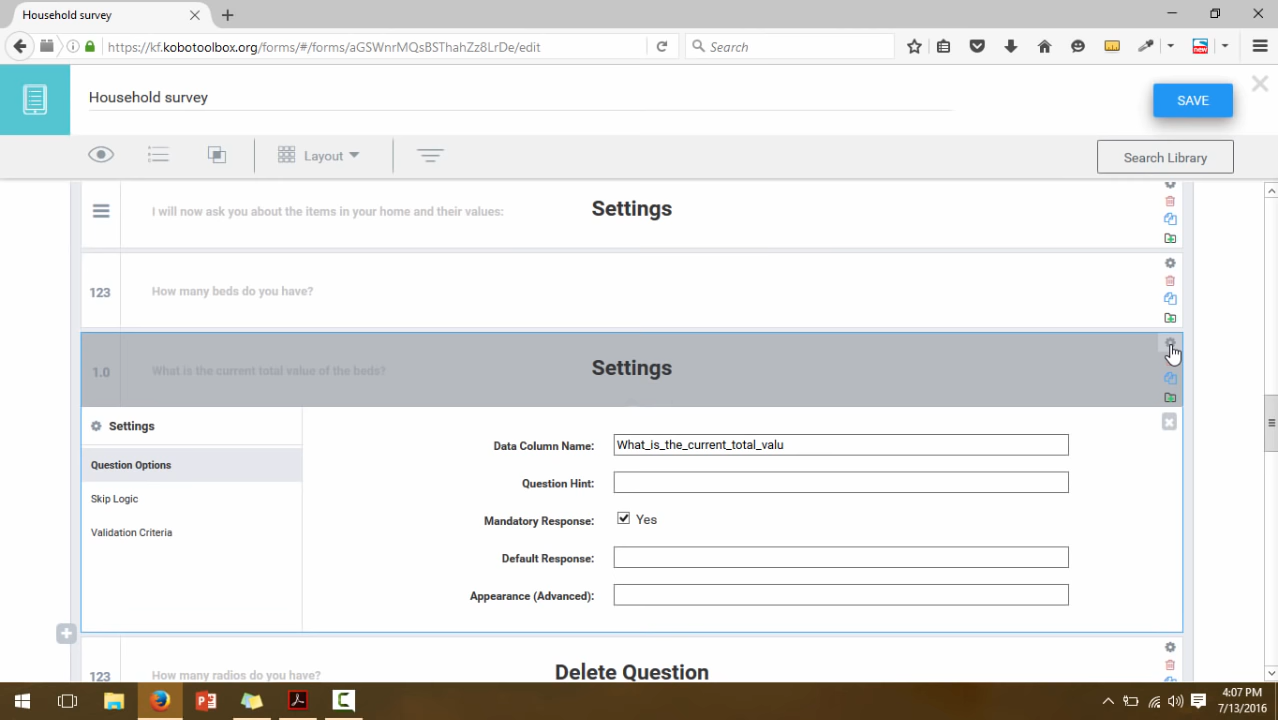 Household survey
https://kf.kobotoolbox.org/forms/#/forms/aGSWnrMQsBSThahZz8LrDe/edit
Search
new
Household survey
SAVE
Layout
Search Library
I will now ask you about the items in your home and their values:
Settings
123
How many beds do you have?
1.0
What is the current total value of the beds?
Settings
Settings
Question Options
Skip Logic
Validation Criteria
Data Column Name:
What_is_the_current_total_valu
Question Hint:
Mandatory Response:
Yes
Default Response:
Appearance (Advanced):
123
How many radios do you have?
Delete Question
4:07 PM
7/13/2016